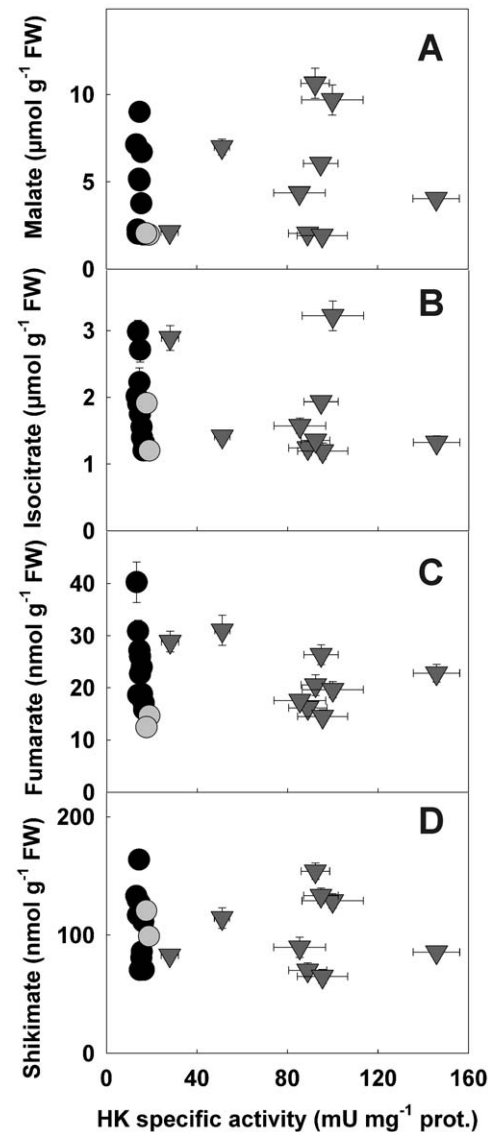 A
Malate (µmol g⁻¹ FW)
10
5
0
B
Isocitrate (µmol g⁻¹ FW)
3
2
1
0
C
Fumarate (nmol g⁻¹ FW)
40
30
20
10
0
D
Shikimate (nmol g⁻¹ FW)
200
100
0
0 40 80 120 160
HK specific activity (mU mg⁻¹ prot.)